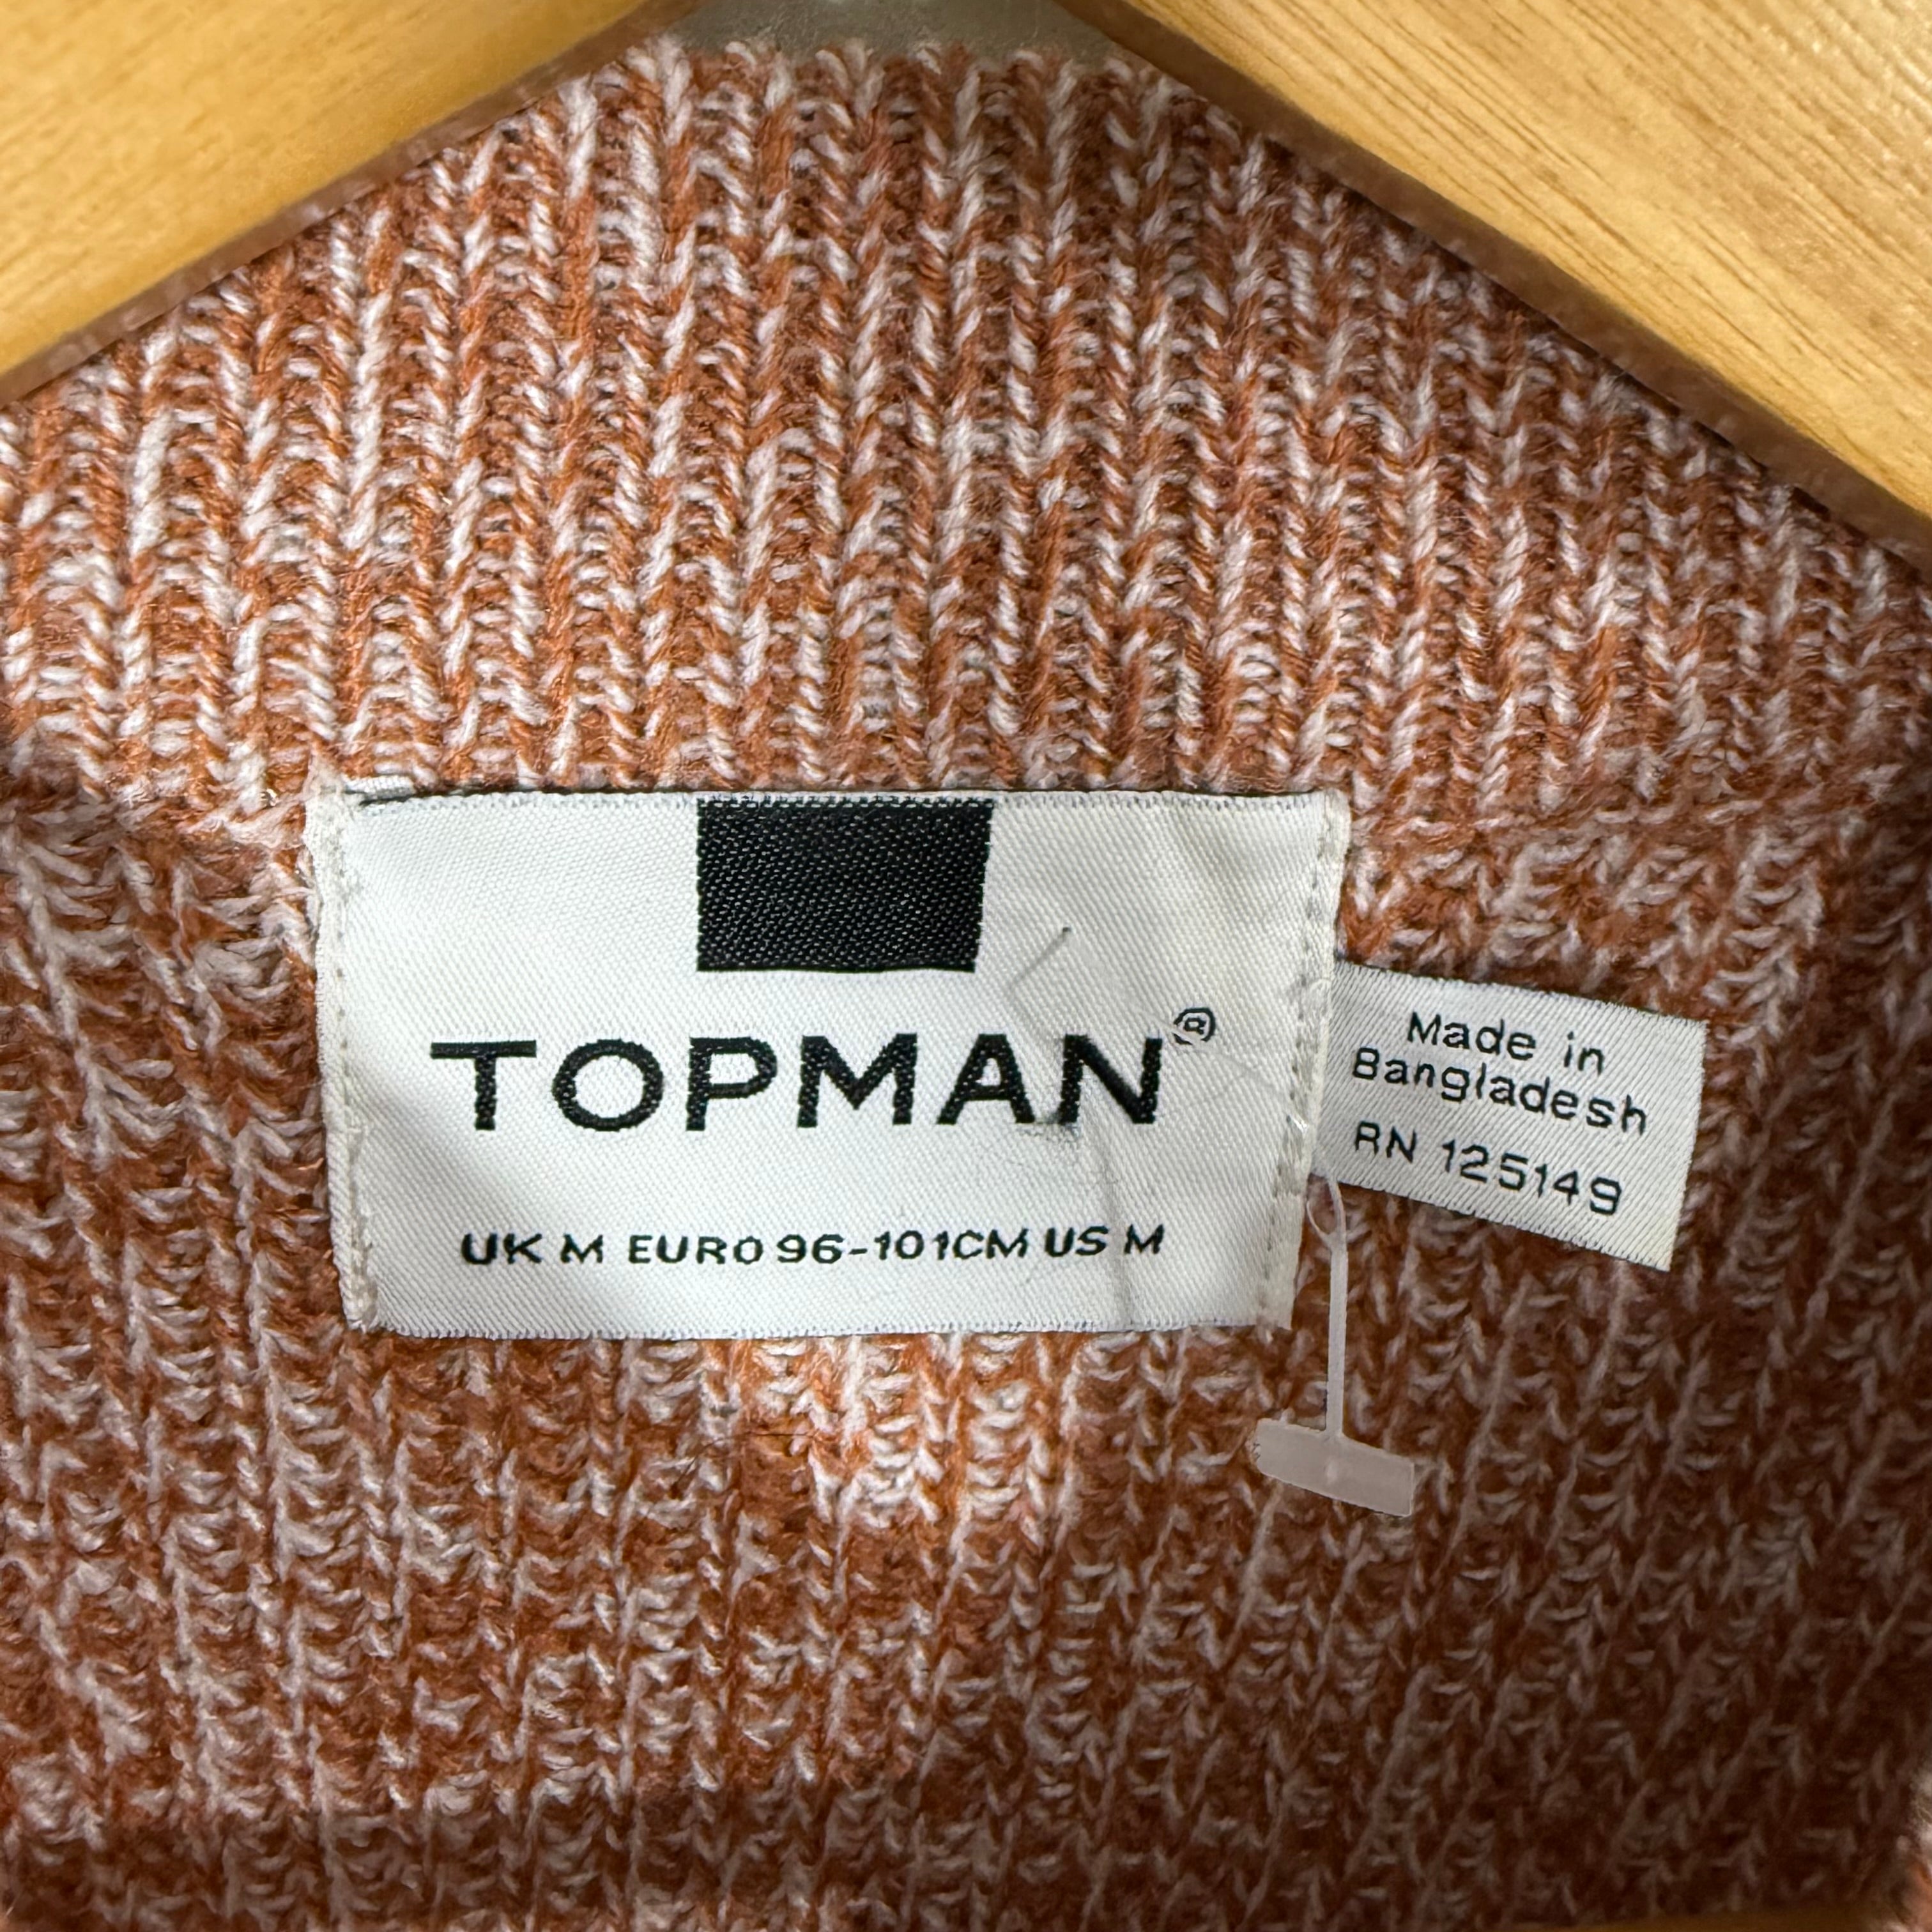 TOPMAN®
UK M EURO 96-101CM US M
Made in
Bangladesh
RN 125149